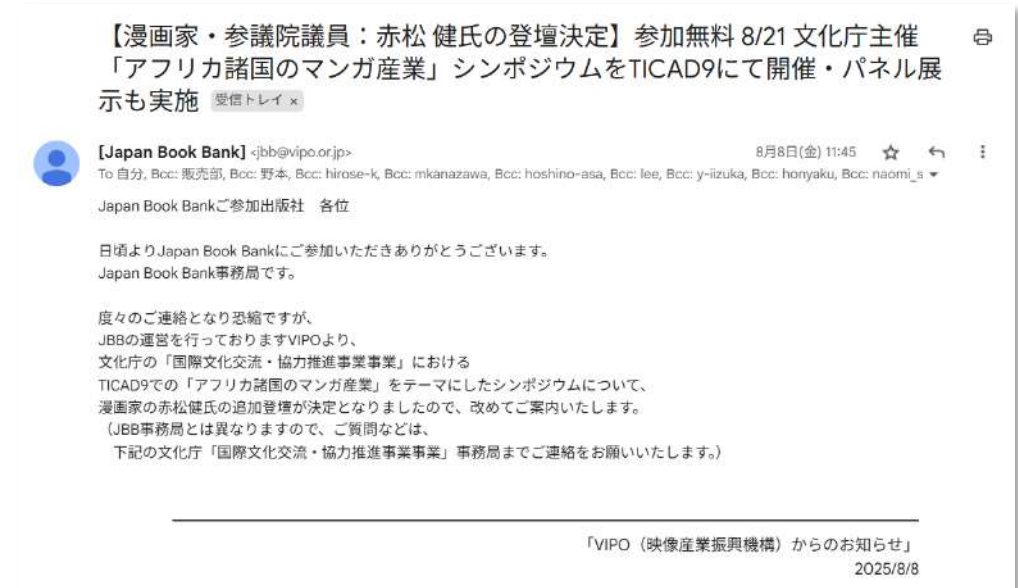 【漫画家・参議院議員：赤松 健氏の登壇決定】参加無料 8/21 文化庁主催
「アフリカ諸国のマンガ産業」シンポジウムをTICAD9にて開催・パネル展
示も実施 受信トレイ ×
[Japan Book Bank] <jbb@vipo.or.jp> 8月8日(金) 11:45
To 自分, Bcc: 販売部, Bcc: 野本, Bcc: hirose-k, Bcc: mkanazawa, Bcc: hoshino-asa, Bcc: lee, Bcc: y-iizuka, Bcc: honyaku, Bcc: naomi_s
Japan Book Bankご参加出版社　各位
日頃よりJapan Book Bankにご参加いただきありがとうございます。
Japan Book Bank事務局です。
度々のご連絡となり恐縮ですが、
JBBの運営を行っておりますVIPOより、
文化庁の「国際文化交流・協力推進事業事業」における
TICAD9での「アフリカ諸国のマンガ産業」をテーマにしたシンポジウムについて、
漫画家の赤松健氏の追加登壇が決定となりましたので、改めてご案内いたします。
（JBB事務局とは異なりますので、ご質問などは、
下記の文化庁「国際文化交流・協力推進事業事業」事務局までご連絡をお願いいたします。）
「VIPO（映像産業振興機構）からのお知らせ」
2025/8/8